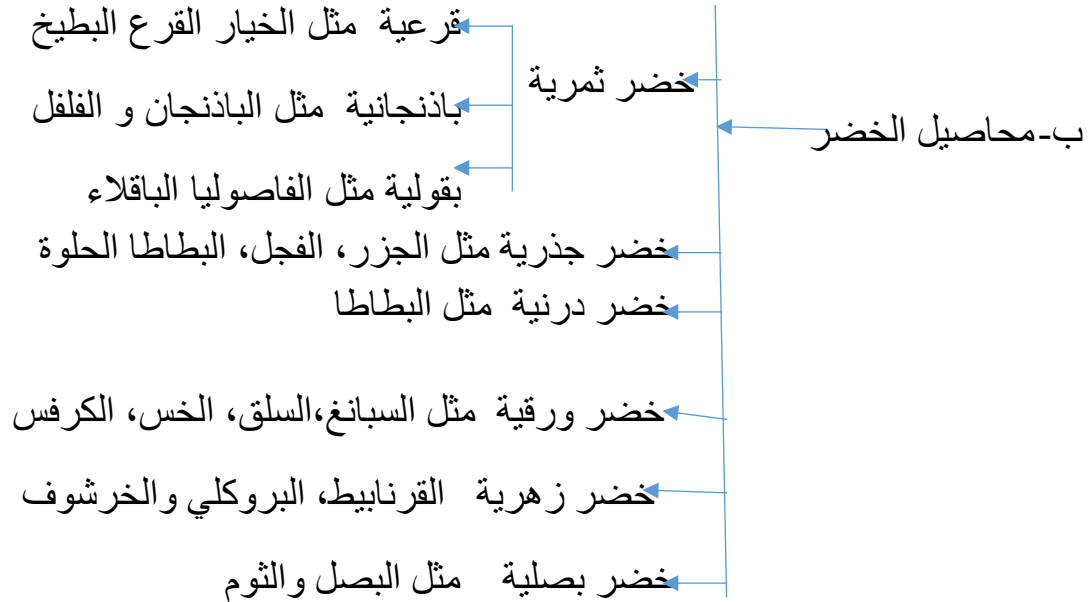 ب-محاصيل الخضر
خضر ثمرية
قرعية مثل الخيار القرع البطيخ
باذنجانية مثل الباذنجان و الفلفل
بقولية مثل الفاصوليا الباقلاء
خضر جذرية مثل الجزر، الفجل، البطاطا الحلوة
خضر درنية مثل البطاطا
خضر ورقية مثل السبانغ،السلق، الخس، الكرفس
خضر زهرية القرنابيط، البروكلي والخرشوف
خضر بصلية مثل البصل والثوم